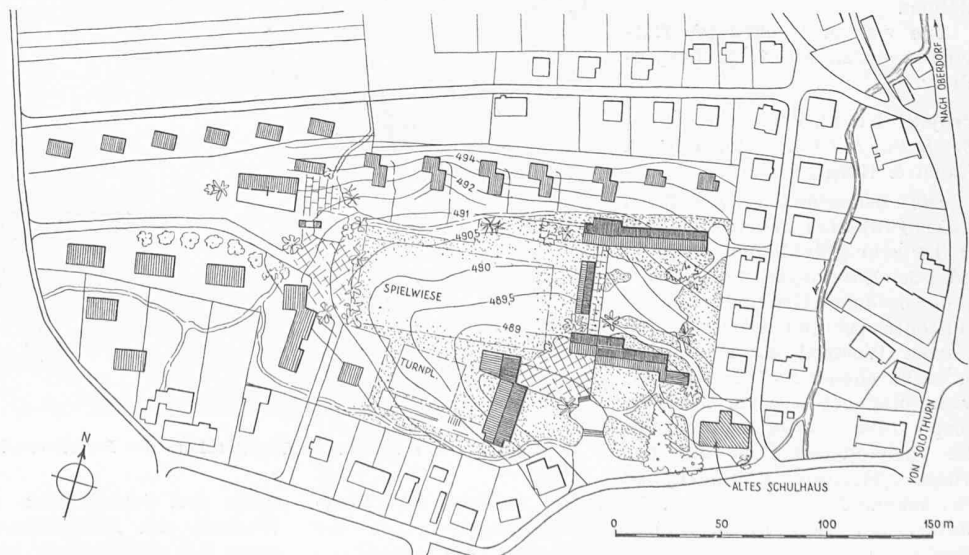 NACH OBERDORF
494
492
491
490,5
490
SPIELWIESE
489,5
489
TURNPL.
VON SOLOTHURN
N
ALTES SCHULHAUS
0 50 100 150 m